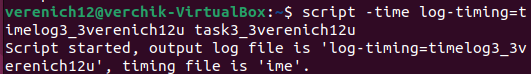 verenich12@verchik-VirtualBox:~$ script -time log-timing=t
imelog3_3verenich12u task3_3verenich12u
Script started, output log file is 'log-timing=timelog3_3v
erenich12u', timing file is 'ime'.